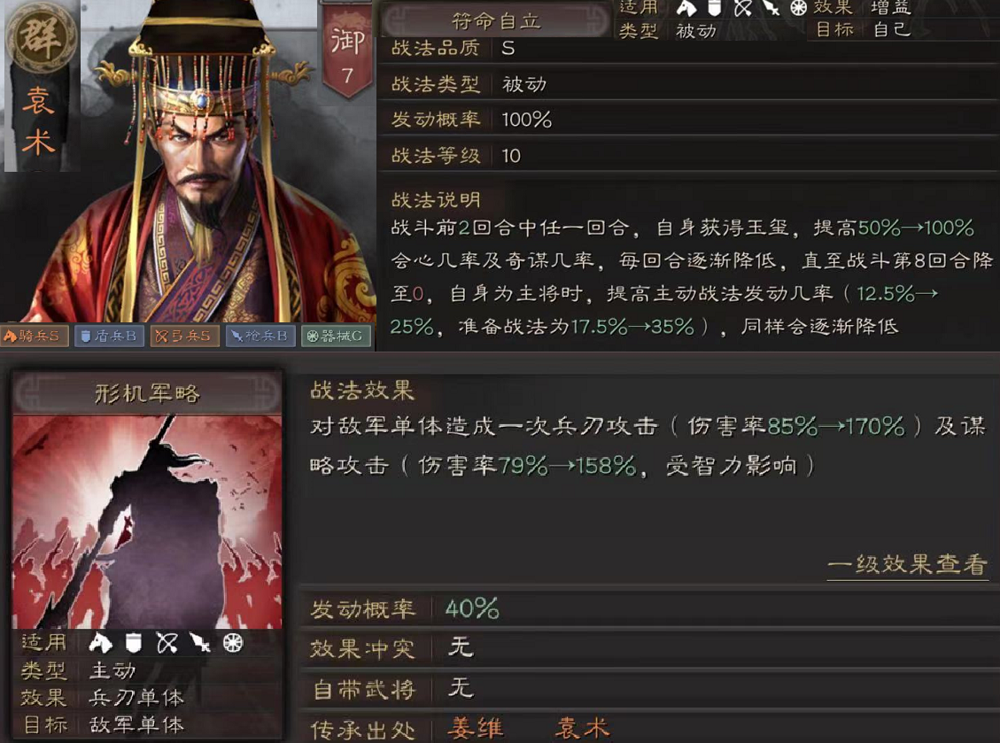 群
袁术
御
7
骑兵S 盾兵B 弓兵S 枪兵B 器械C
符命自立
适用 效果 增益
类型 被动 目标 自己
战法品质 S
战法类型 被动
发动概率 100%
战法等级 10
战法说明
战斗前2回合中任一回合，自身获得玉玺，提高50%→100%
会心几率及奇谋几率，每回合逐渐降低，直至战斗第8回合降
至0，自身为主将时，提高主动战法发动几率（12.5%→
25%，准备战法为17.5%→35%），同样会逐渐降低
形机军略
适用
类型 主动
效果 兵刃单体
目标 敌军单体
战法效果
对敌军单体造成一次兵刃攻击（伤害率85%→170%）及谋
略攻击（伤害率79%→158%，受智力影响）
一级效果查看
发动概率 40%
效果冲突 无
自带武将 无
传承出处 姜维 袁术